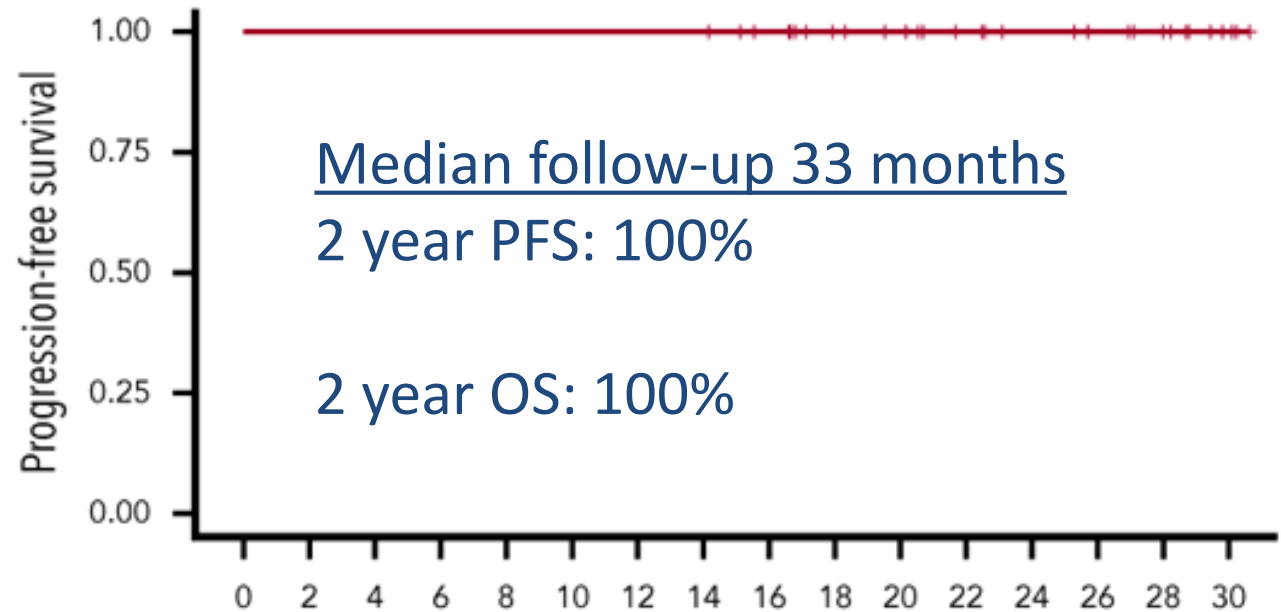 Progression-free survival
1.00
0.75
0.50
0.25
0.00
Median follow-up 33 months
2 year PFS: 100%
2 year OS: 100%
0 2 4 6 8 10 12 14 16 18 20 22 24 26 28 30